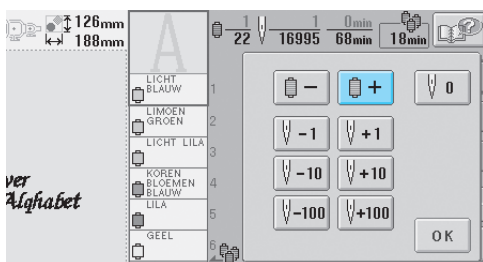 126mm
188mm
1
22
1
16995
0min
68min
18min
A
LICHT
BLAUW
1
LIMOEN
GROEN
2
LICHT LILA
3
KOREN
BLOEMEN
BLAUW
4
LILA
5
GEEL
6
ver
Alphabet
−
+
0
−1
+1
−10
+10
−100
+100
OK